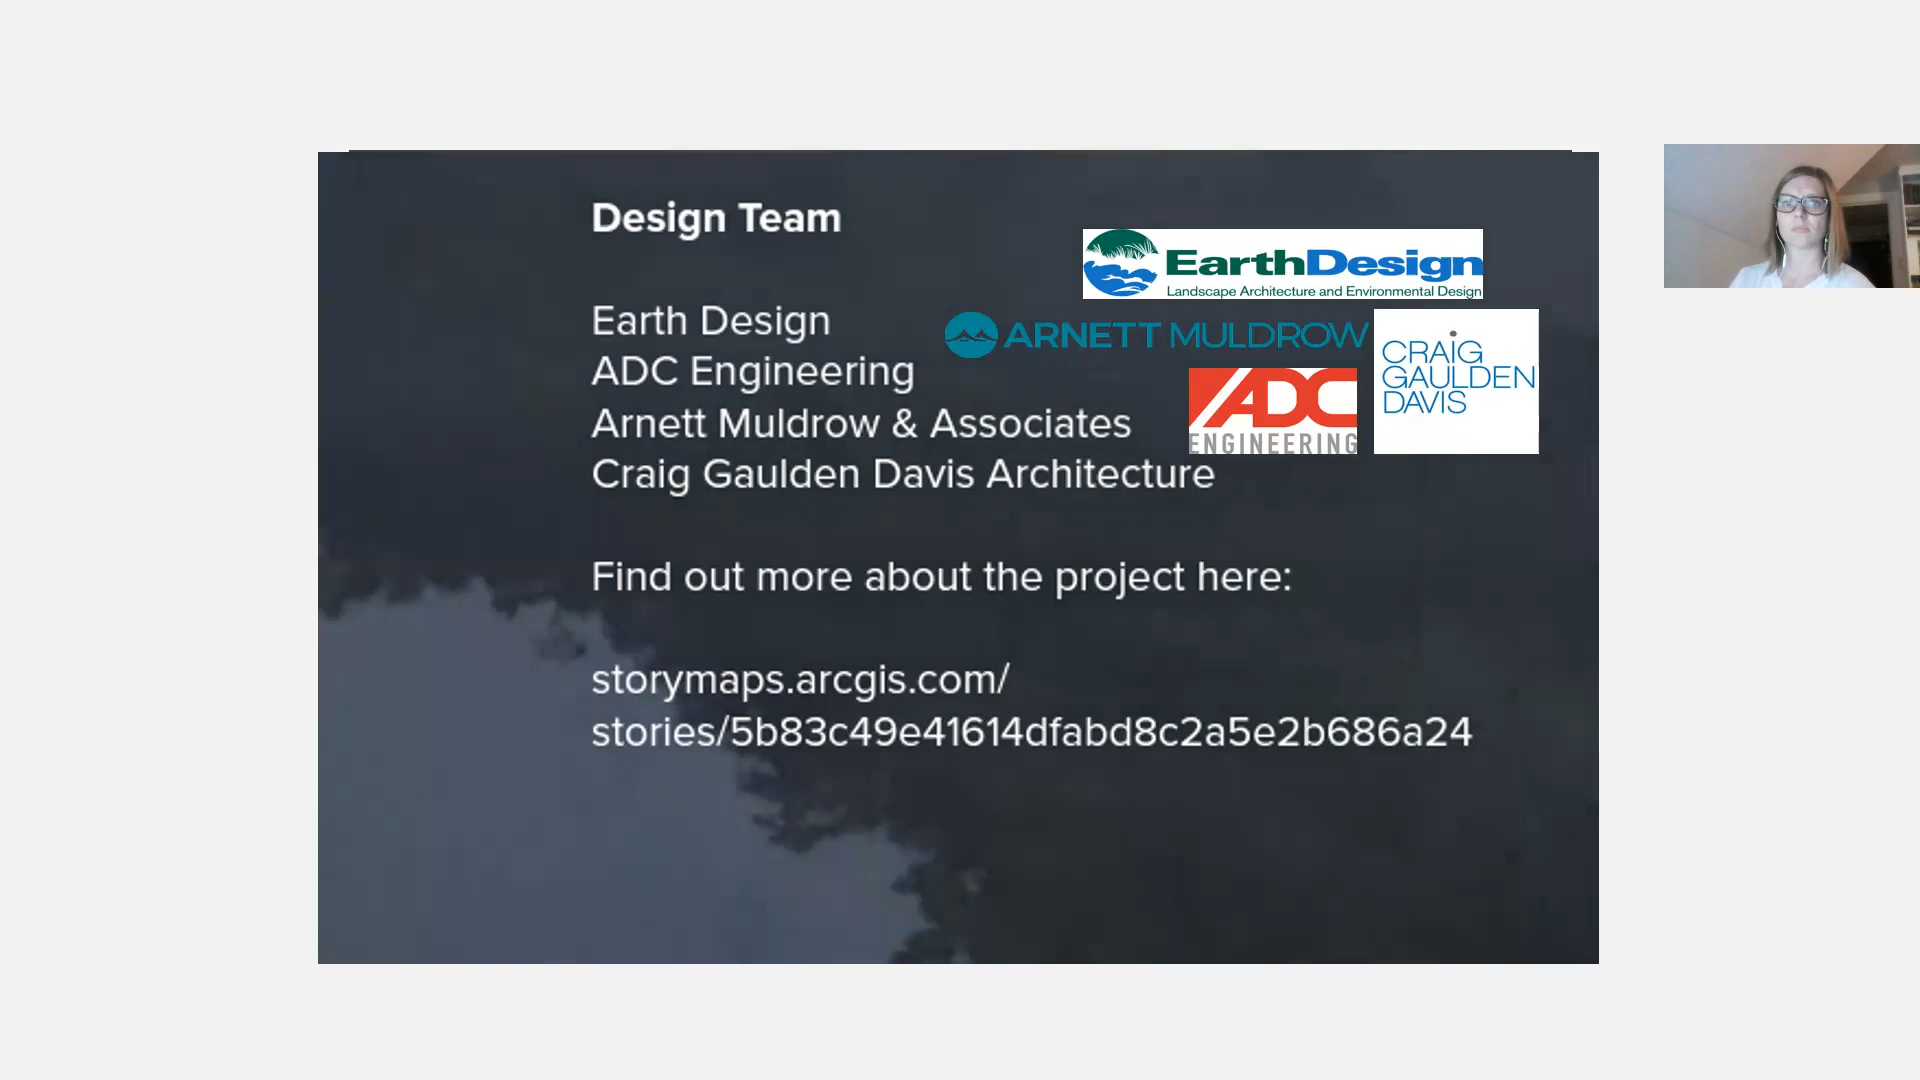 Design Team
EarthDesign
Landscape Architecture and Environmental Design
Earth Design
ARNETT MULDROW
ADC Engineering
CRAIG
GAULDEN
DAVIS
ADC
ENGINEERING
Arnett Muldrow & Associates
Craig Gaulden Davis Architecture
Find out more about the project here:
storymaps.arcgis.com/
stories/5b83c49e41614dfabd8c2a5e2b686a24